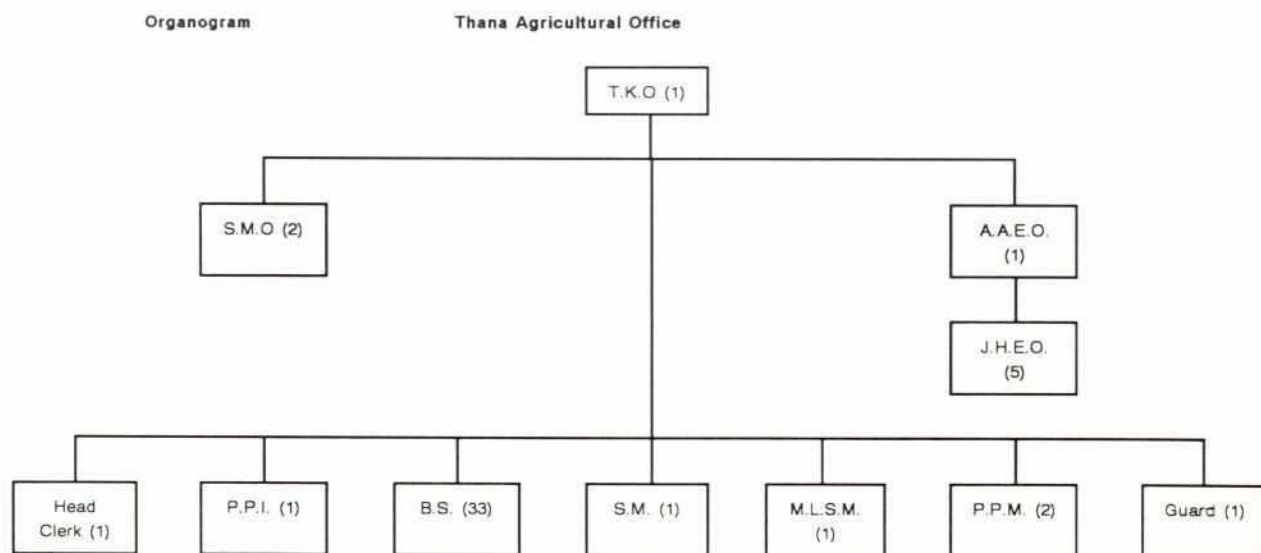 Organogram Thana Agricultural Office
T.K.O (1)
S.M.O (2)
A.A.E.O.
(1)
J.H.E.O.
(5)
Head
Clerk (1)
P.P.I. (1)
B.S. (33)
S.M. (1)
M.L.S.M.
(1)
P.P.M. (2)
Guard (1)